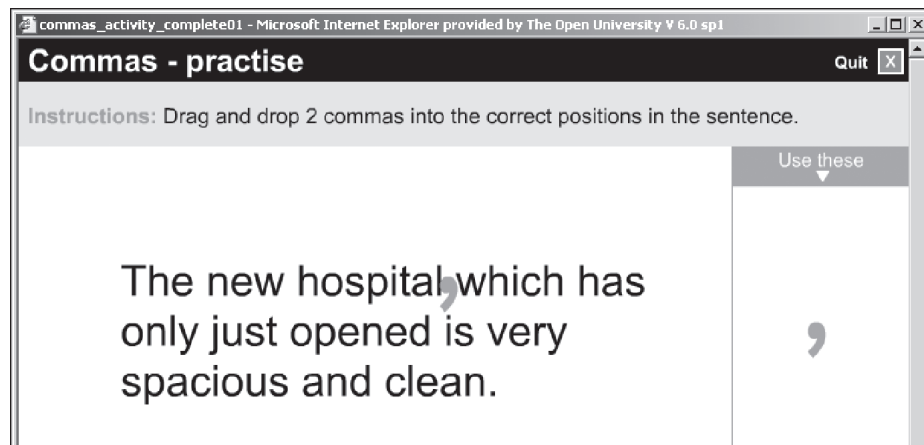 commas_activity_complete01 - Microsoft Internet Explorer provided by The Open University V 6.0 sp1
Commas - practise
Quit X
Instructions: Drag and drop 2 commas into the correct positions in the sentence.
Use these
The new hospital,which has
only just opened is very
spacious and clean.
,